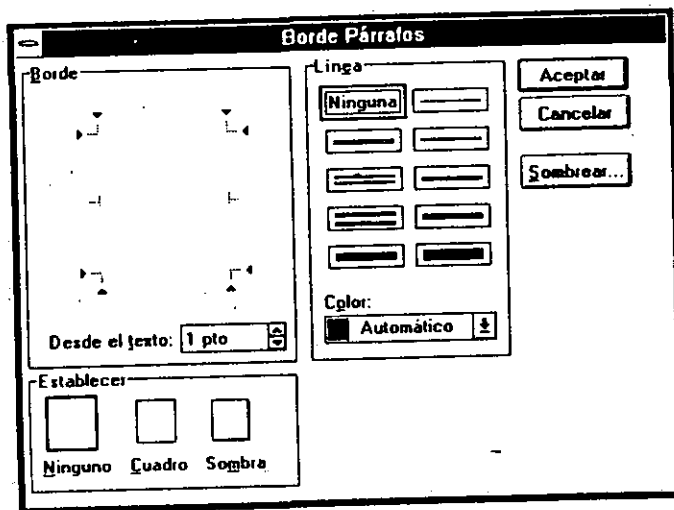 Borde Párrafos
Borde
Desde el texto: 1 pto
Línea
Ninguna
Color:
Automático
Aceptar
Cancelar
Sombrear...
Establecer
Ninguno Cuadro Sombra